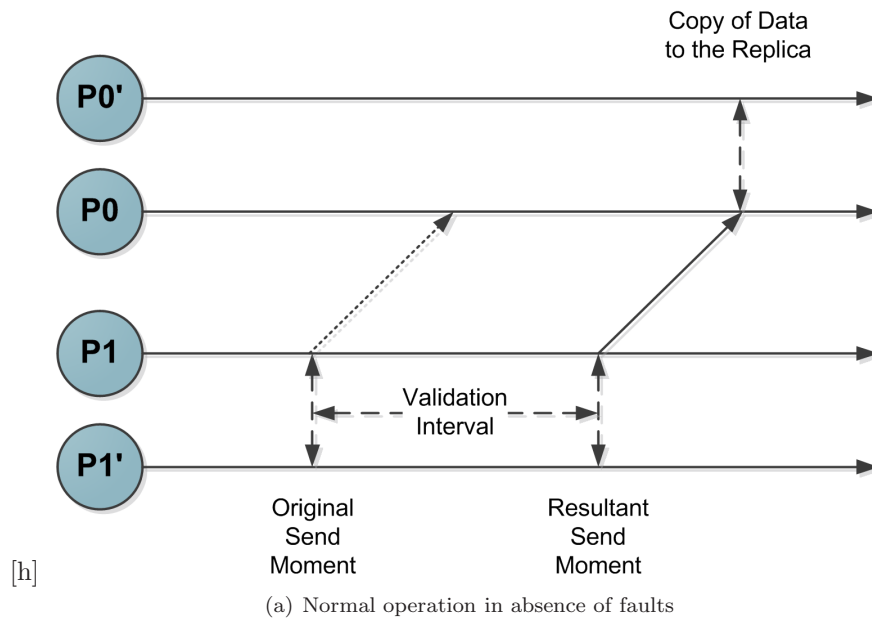 Copy of Data
to the Replica
P0'
P0
P1
Validation
Interval
P1'
Original
Send
Moment
Resultant
Send
Moment
[h]
(a) Normal operation in absence of faults